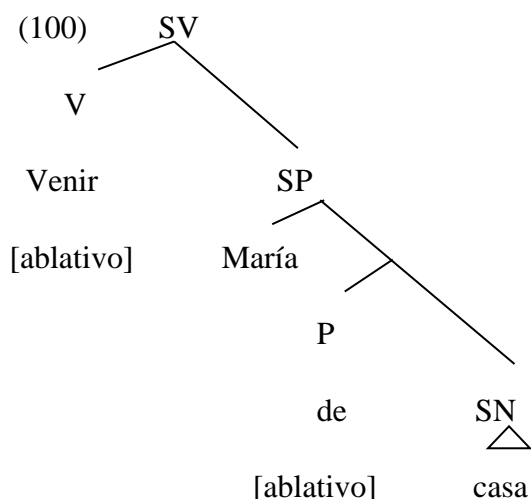 (100) SV
V
Venir SP
[ablativo] María
P
de SN
[ablativo] casa